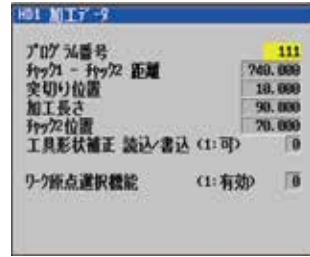 HD1 加工データ
プログラム番号 111
チャック1 - チャック2 距離 740.000
突切り位置 10.000
加工長さ 90.000
チャック2位置 70.000
工具形状補正 読込/書込 (1:可) 0
ワーク原点選択機能 (1:有効) 0